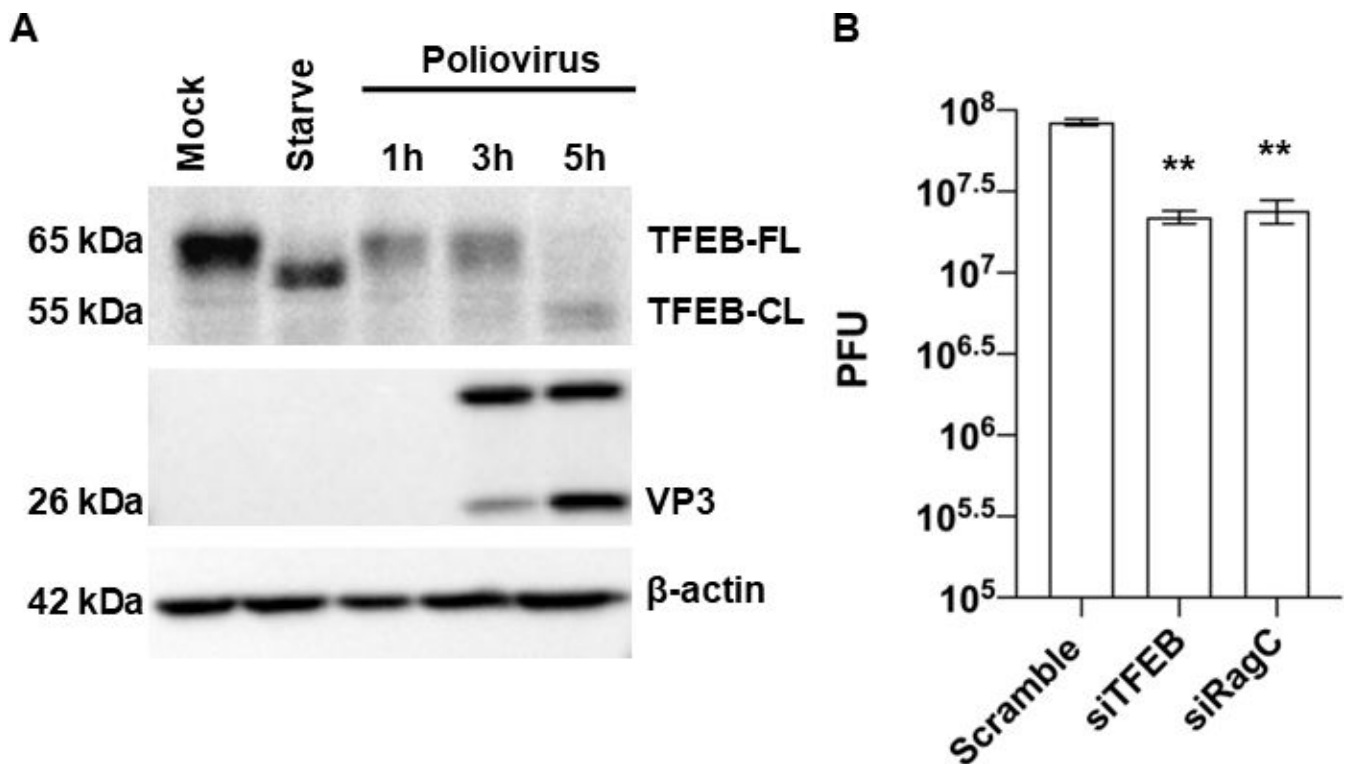 A
Mock
Starve
Poliovirus
1h 3h 5h
65 kDa
TFEB-FL
55 kDa
TFEB-CL
26 kDa
VP3
42 kDa
β-actin
B
PFU
10^8
10^7.5
10^7
10^6.5
10^6
10^5.5
10^5
**
**
Scramble
siTFEB
siRagC